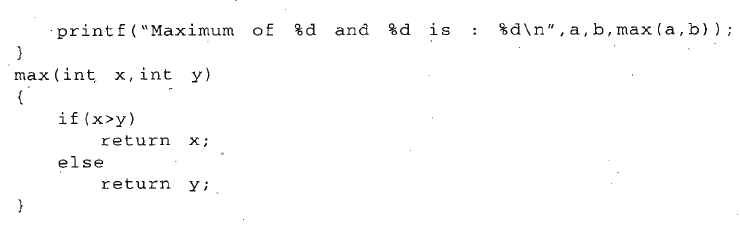 printf("Maximum of %d and %d is : %d\n",a,b,max(a,b));
}
max(int x,int y)
{
if(x>y)
return x;
else
return y;
}